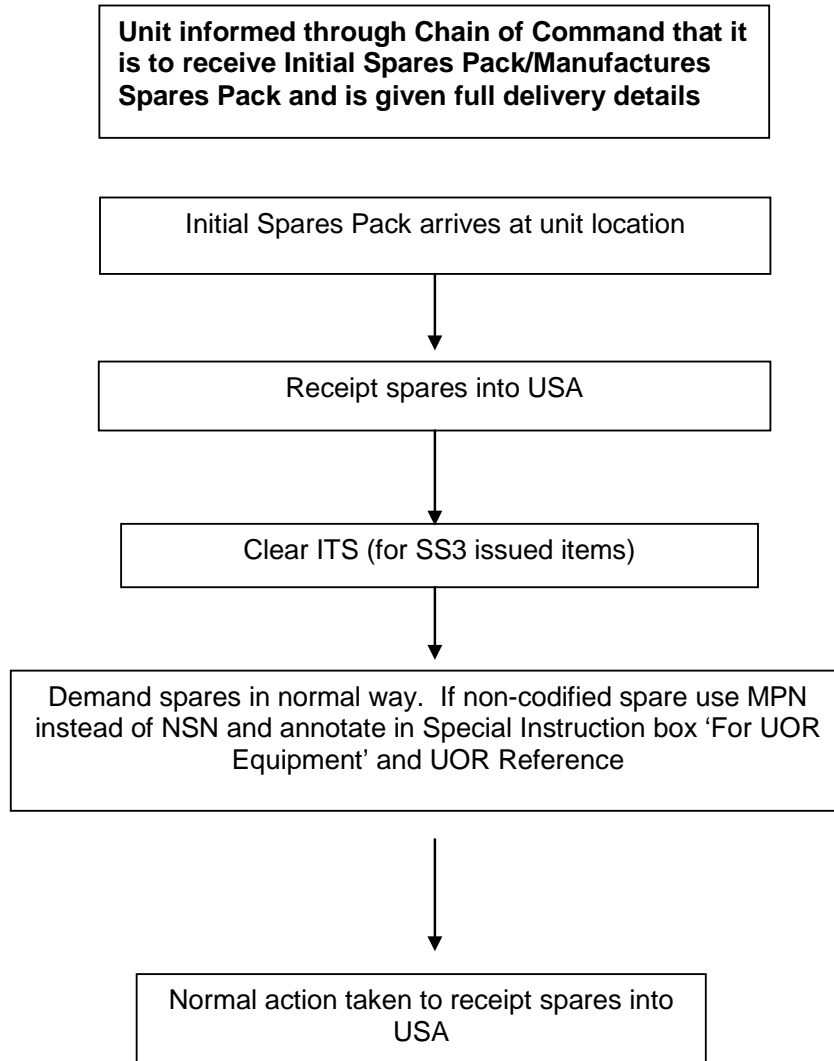 Unit informed through Chain of Command that it
is to receive Initial Spares Pack/Manufactures
Spares Pack and is given full delivery details
Initial Spares Pack arrives at unit location
Receipt spares into USA
Clear ITS (for SS3 issued items)
Demand spares in normal way.  If non-codified spare use MPN
instead of NSN and annotate in Special Instruction box ‘For UOR
Equipment’ and UOR Reference
Normal action taken to receipt spares into
USA